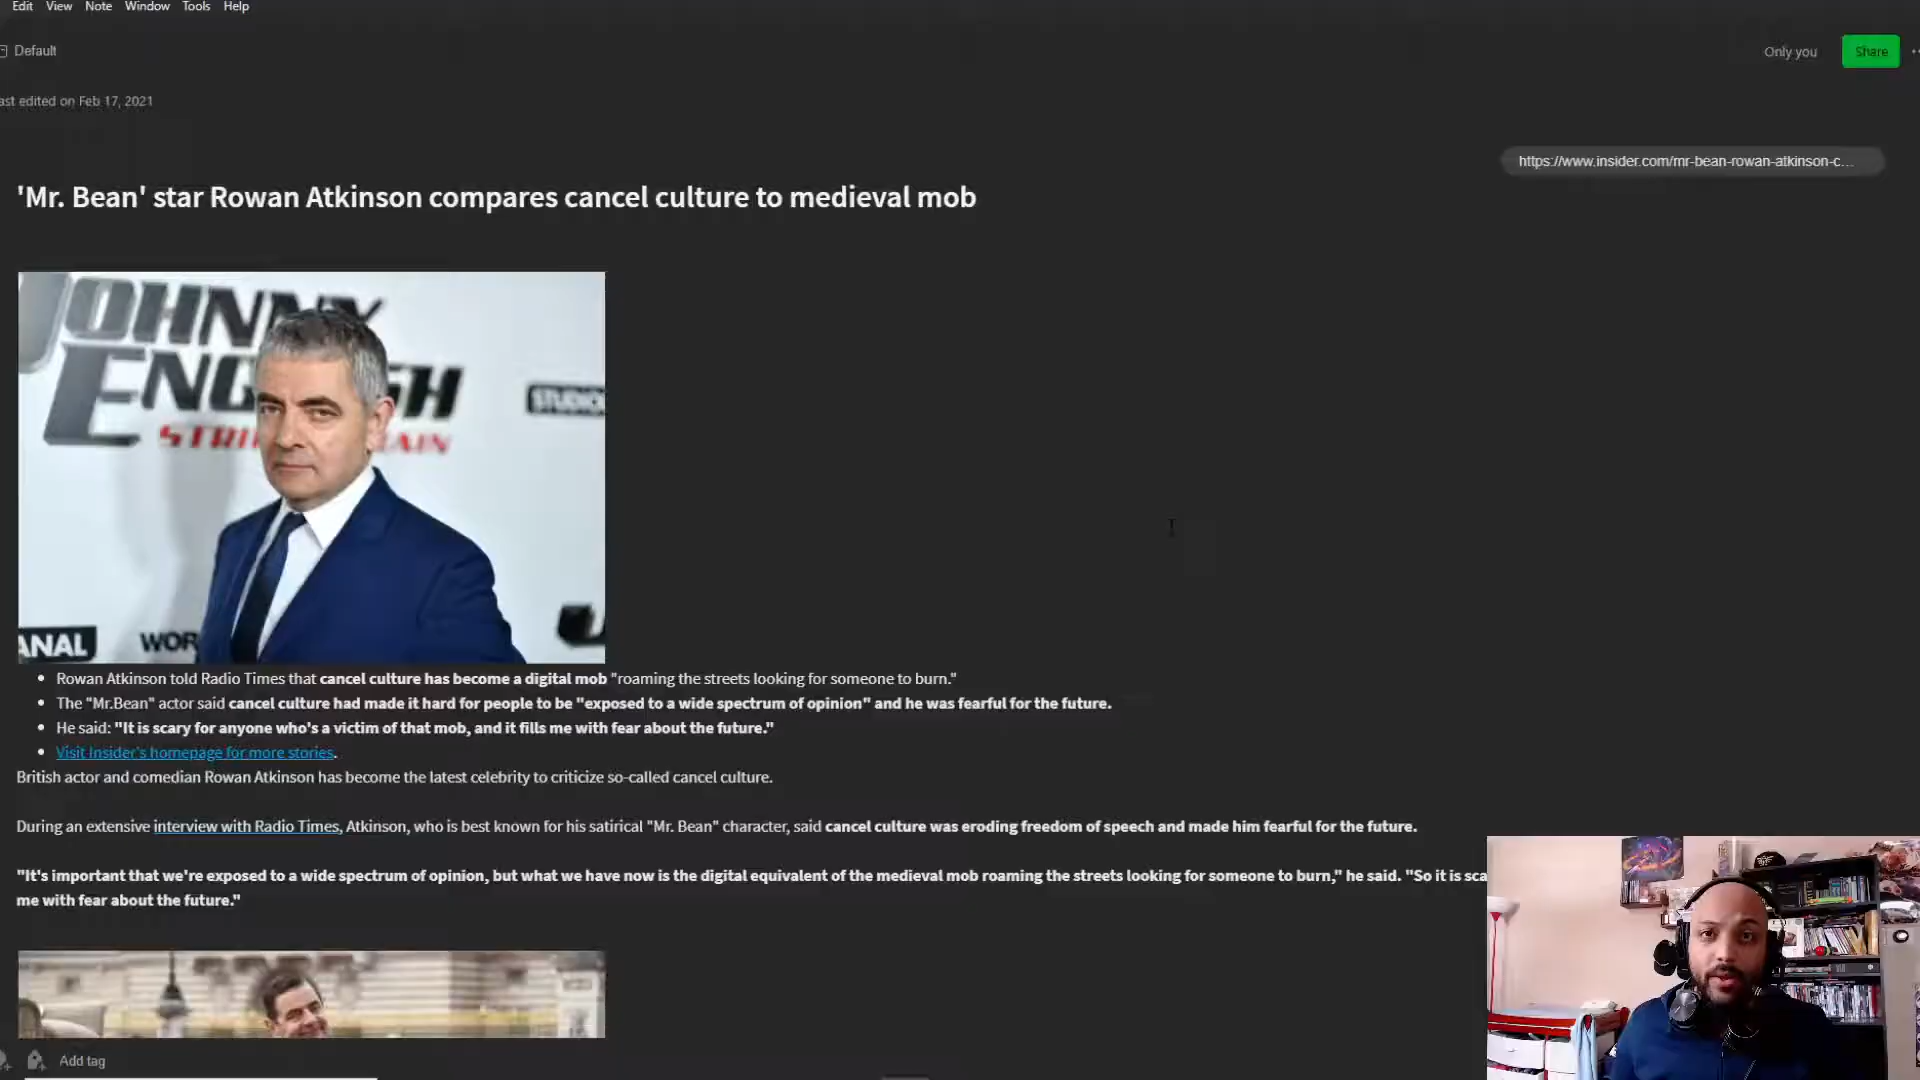 Edit View Note Window Tools Help
Default
Only you
Share
ast edited on Feb 17, 2021
https://www.insider.com/mr-bean-rowan-atkinson-c...
'Mr. Bean' star Rowan Atkinson compares cancel culture to medieval mob
OHNNY
ENG SH
STUDIO
STRI AIN
ANAL
WOR
Rowan Atkinson told Radio Times that cancel culture has become a digital mob "roaming the streets looking for someone to burn."
The "Mr.Bean" actor said cancel culture had made it hard for people to be "exposed to a wide spectrum of opinion" and he was fearful for the future.
He said: "It is scary for anyone who's a victim of that mob, and it fills me with fear about the future."
Visit Insider's homepage for more stories.
British actor and comedian Rowan Atkinson has become the latest celebrity to criticize so-called cancel culture.
During an extensive interview with Radio Times, Atkinson, who is best known for his satirical "Mr. Bean" character, said cancel culture was eroding freedom of speech and made him fearful for the future.
"It's important that we're exposed to a wide spectrum of opinion, but what we have now is the digital equivalent of the medieval mob roaming the streets looking for someone to burn," he said. "So it is sca
me with fear about the future."
Add tag